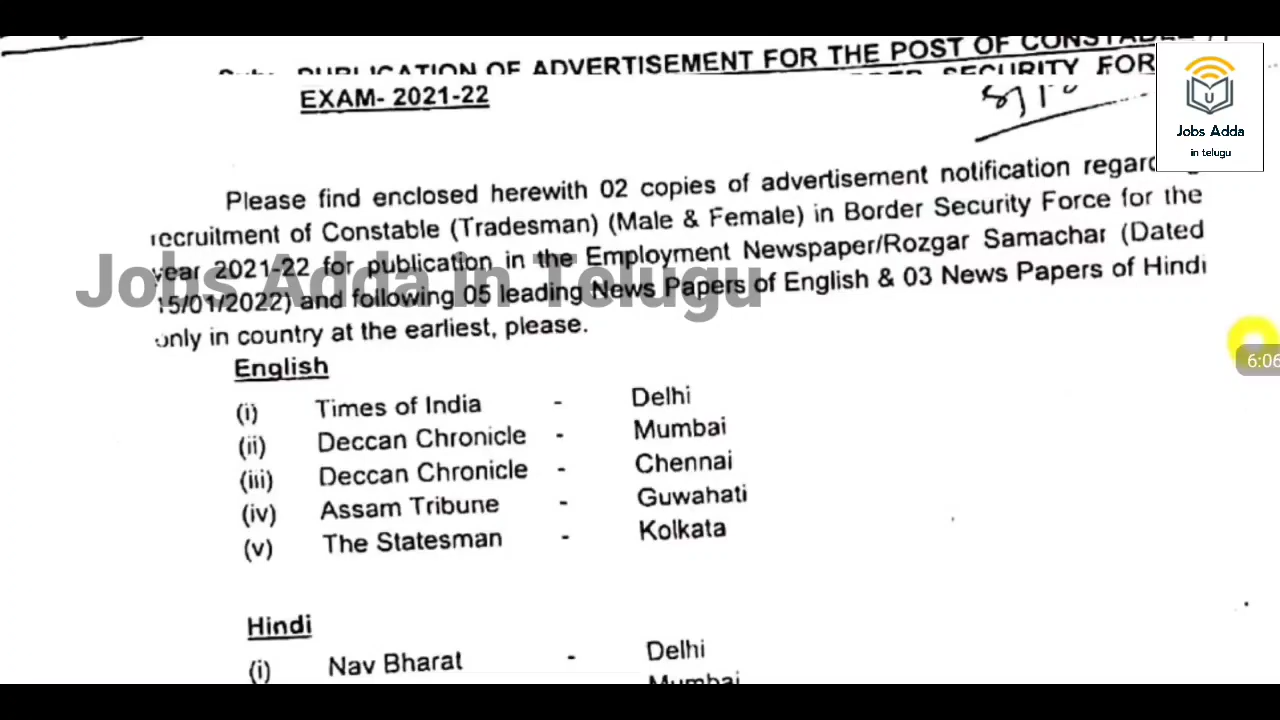 PUBLICATION OF ADVERTISEMENT FOR THE POST OF
SECURITY FOR
EXAM- 2021-22
Jobs Adda
in telugu
Please find enclosed herewith 02 copies of advertisement notification
recruitment of Constable (Tradesman) (Male & Female) in Border Security Force for the
year 2021-22 for publication in the Employment Newspaper/Rozgar Samachar (Dated
15/01/2022) and following 05 leading News Papers of English & 03 News Papers of Hindi
only in country at the earliest, please.
Jobs Adda In Telugu
6:06
English
(i) Times of India - Delhi
(ii) Deccan Chronicle - Mumbai
(iii) Deccan Chronicle - Chennai
(iv) Assam Tribune - Guwahati
(v) The Statesman - Kolkata
Hindi
(i) Nav Bharat - Delhi
Mumbai